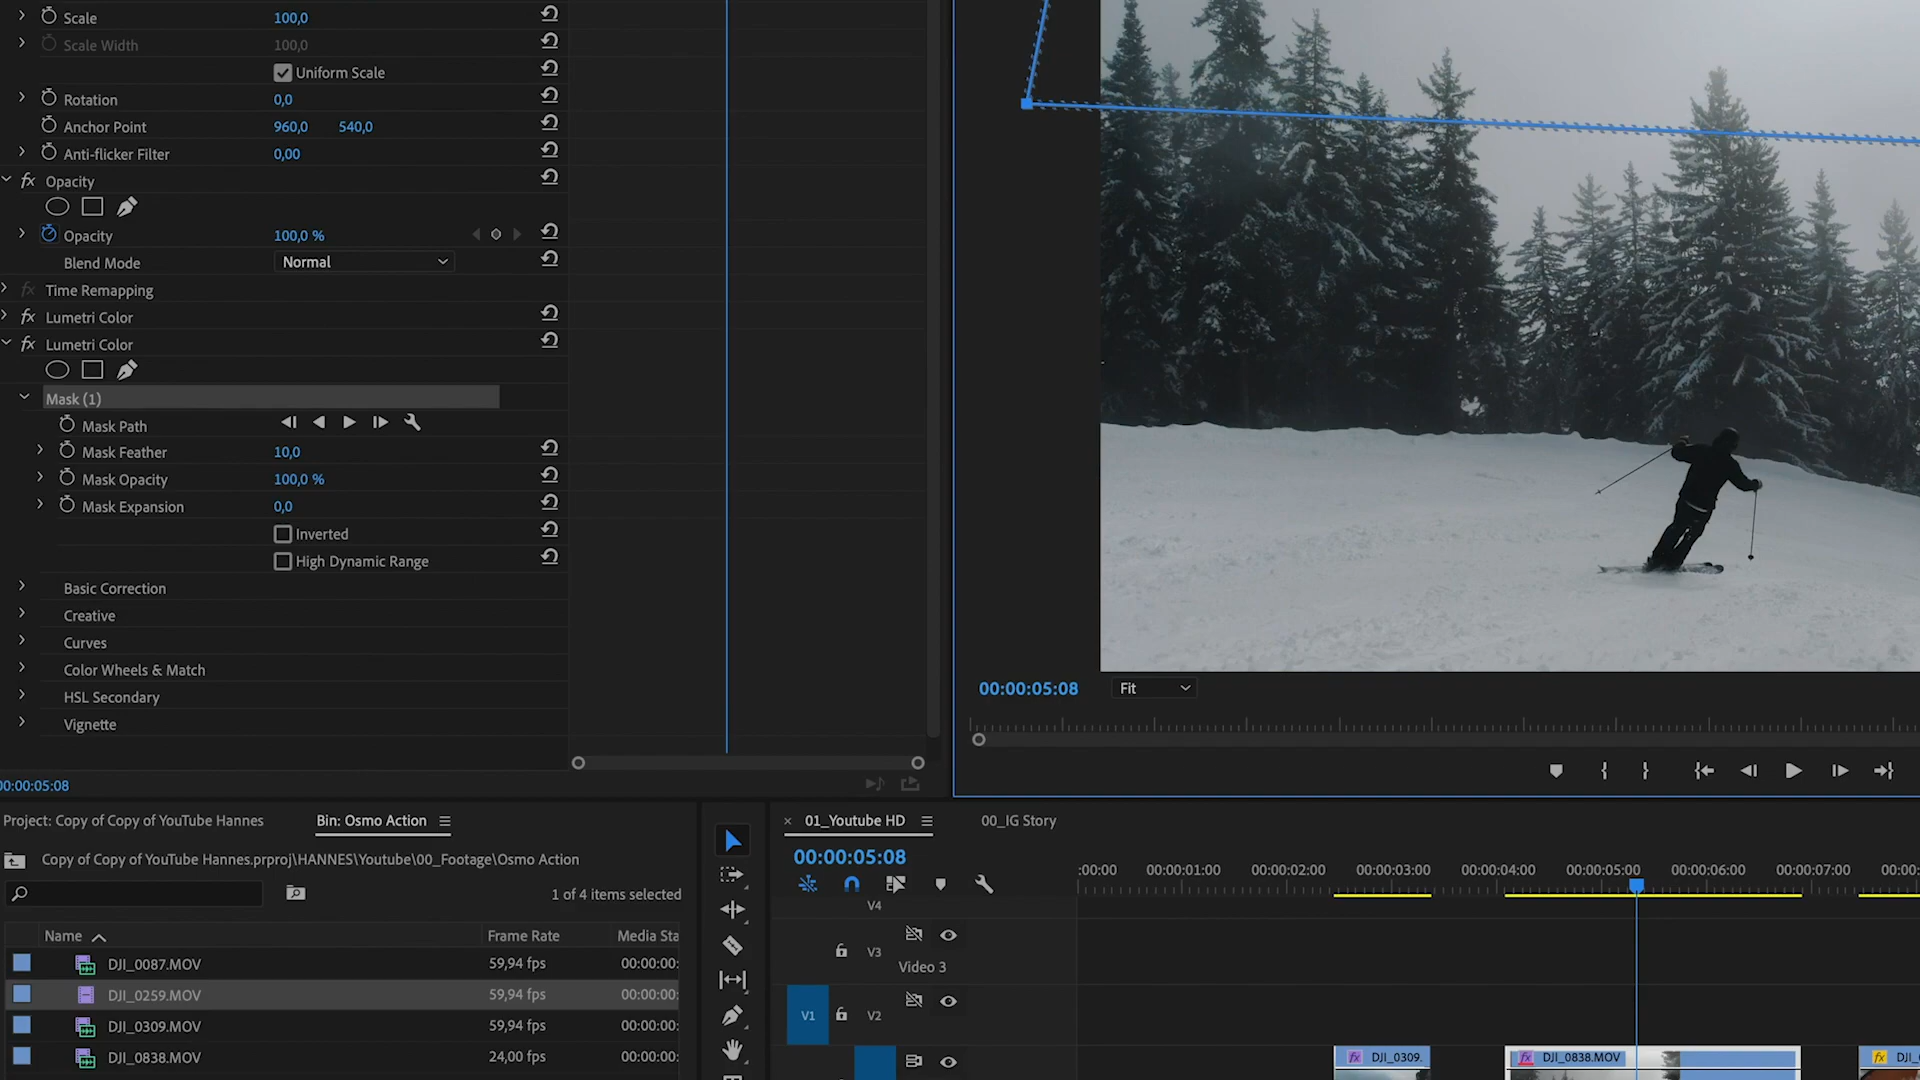 Scale 100,0
Scale Width 100,0
Uniform Scale
Rotation 0,0
Anchor Point 960,0 540,0
Anti-flicker Filter 0,00
fx Opacity
Opacity 100,0 %
Blend Mode Normal
fx Time Remapping
fx Lumetri Color
fx Lumetri Color
Mask (1)
Mask Path
Mask Feather 10,0
Mask Opacity 100,0 %
Mask Expansion 0,0
Inverted
High Dynamic Range
Basic Correction
Creative
Curves
Color Wheels & Match
HSL Secondary
Vignette
00:00:05:08
00:00:05:08 Fit
Project: Copy of Copy of YouTube Hannes Bin: Osmo Action
Copy of Copy of YouTube Hannes.prproj\HANNES\Youtube\00_Footage\Osmo Action
1 of 4 items selected
Name Frame Rate Media Sta
DJI_0087.MOV 59,94 fps 00:00:00:
DJI_0259.MOV 59,94 fps 00:00:00:
DJI_0309.MOV 59,94 fps 00:00:00:
DJI_0838.MOV 24,00 fps 00:00:00:
× 01_Youtube HD 00_IG Story
00:00:05:08
:00:00 00:00:01:00 00:00:02:00 00:00:03:00 00:00:04:00 00:00:05:00 00:00:06:00 00:00:07:00 00:00:
V4
V3
Video 3
V1 V2
fx DJI_0309. fx DJI_0838.MOV fx DJI_